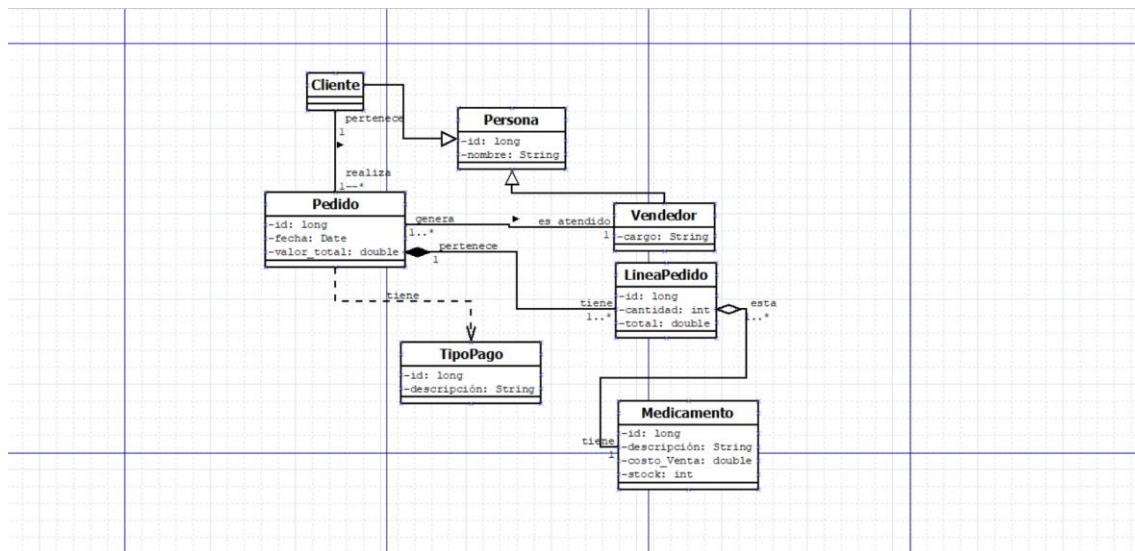 Cliente
pertenece
1
realiza
1--*
Persona
-id: long
-nombre: String
Pedido
-id: long
-fecha: Date
-valor_total: double
genera
1..*
es atendido
1
Vendedor
-cargo: String
pertenece
1
tiene
1..*
LineaPedido
-id: long
-cantidad: int
-total: double
esta
1..*
tiene
TipoPago
-id: long
-descripción: String
tiene
1
Medicamento
-id: long
-descripción: String
-costo_Venta: double
-stock: int